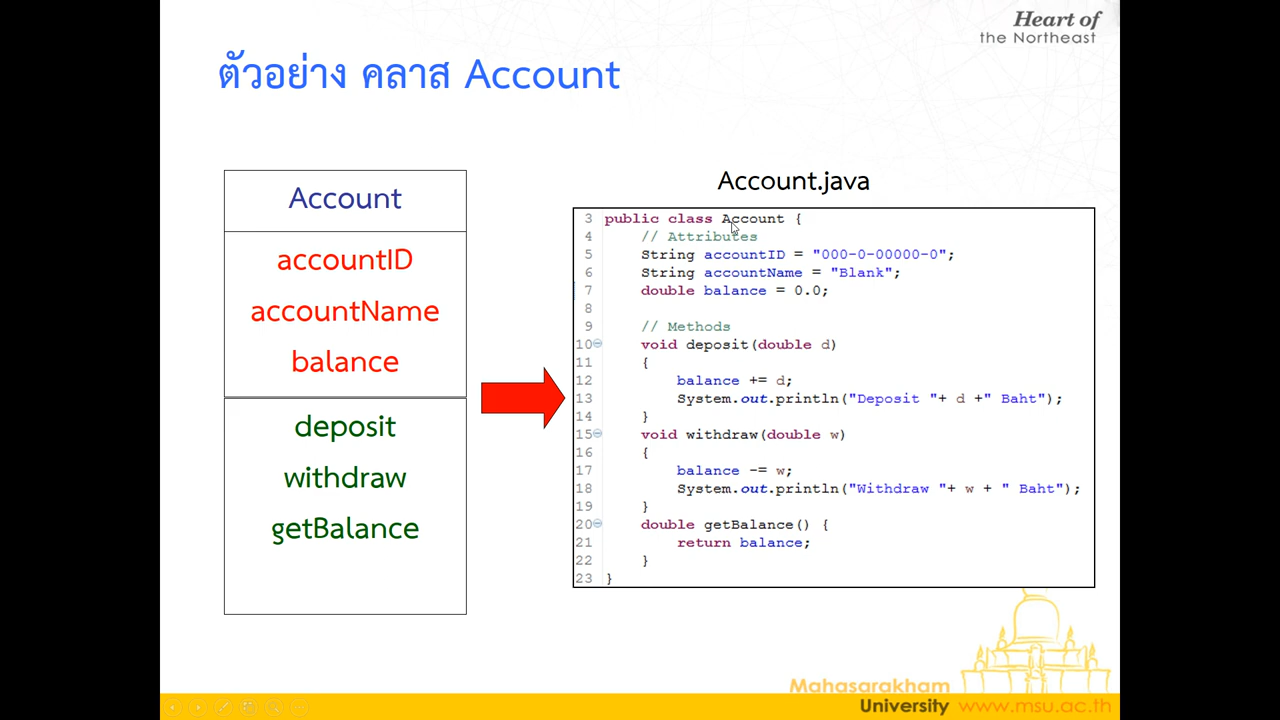 Heart of
the Northeast
ตัวอย่าง คลาส Account
Account
accountID
accountName
balance
deposit
withdraw
getBalance
Account.java
3 public class Account {
4 // Attributes
5 String accountID = "000-0-00000-0";
6 String accountName = "Blank";
7 double balance = 0.0;
8
9 // Methods
10 void deposit(double d)
11 {
12 balance += d;
13 System.out.println("Deposit "+ d +" Baht");
14 }
15 void withdraw(double w)
16 {
17 balance -= w;
18 System.out.println("Withdraw "+ w + " Baht");
19 }
20 double getBalance() {
21 return balance;
22 }
23 }
Mahasarakham
University www.msu.ac.th